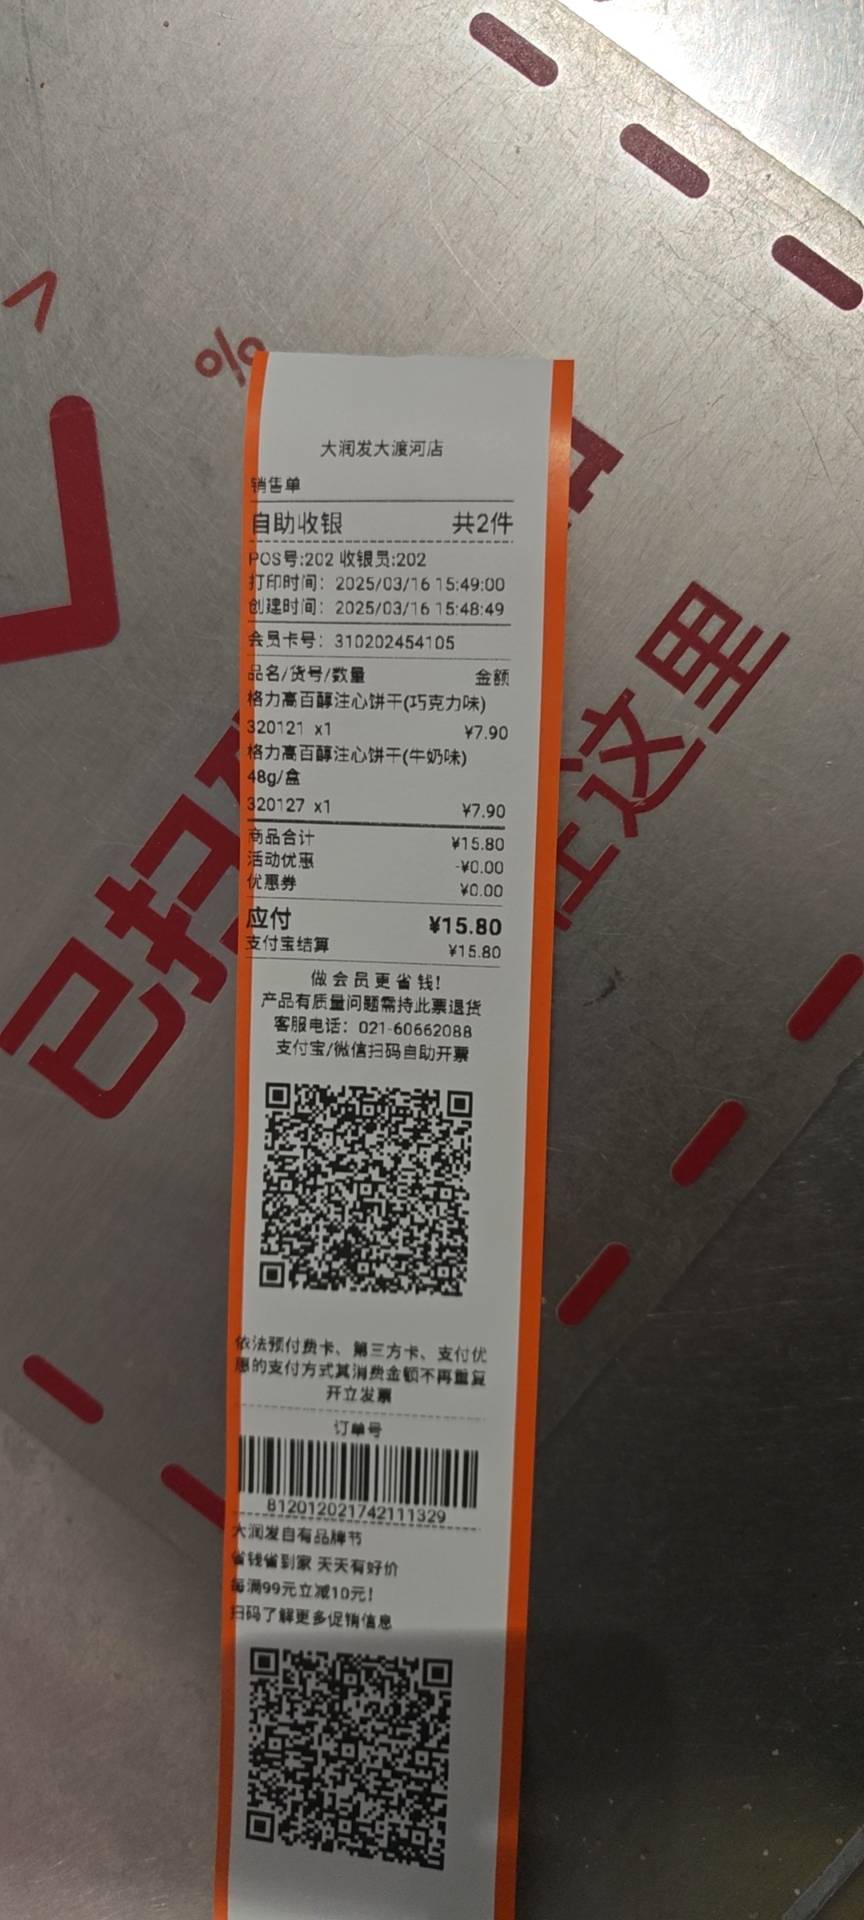 大润发大渡河店
销售单
自助收银 共2件
POS号:202 收银员:202
打印时间: 2025/03/16 15:49:00
创建时间: 2025/03/16 15:48:49
会员卡号: 310202454105
品名/货号/数量 金额
格力高百醇注心饼干(巧克力味)
320121 x1 ¥7.90
格力高百醇注心饼干(牛奶味)
48g/盒
320127 x1 ¥7.90
商品合计 ¥15.80
活动优惠 -¥0.00
优惠券 ¥0.00
应付 ¥15.80
支付宝结算 ¥15.80
做会员更省钱!
产品有质量问题需持此票退货
客服电话: 021-60662088
支付宝/微信扫码自助开票
依法预付费卡、第三方卡、支付优
惠的支付方式其消费金额不再重复
开立发票
订单号
812012021742111329
大润发自有品牌节
省钱省到家 天天有好价
每满99元立减10元!
扫码了解更多促销信息
%
已扫
在这里